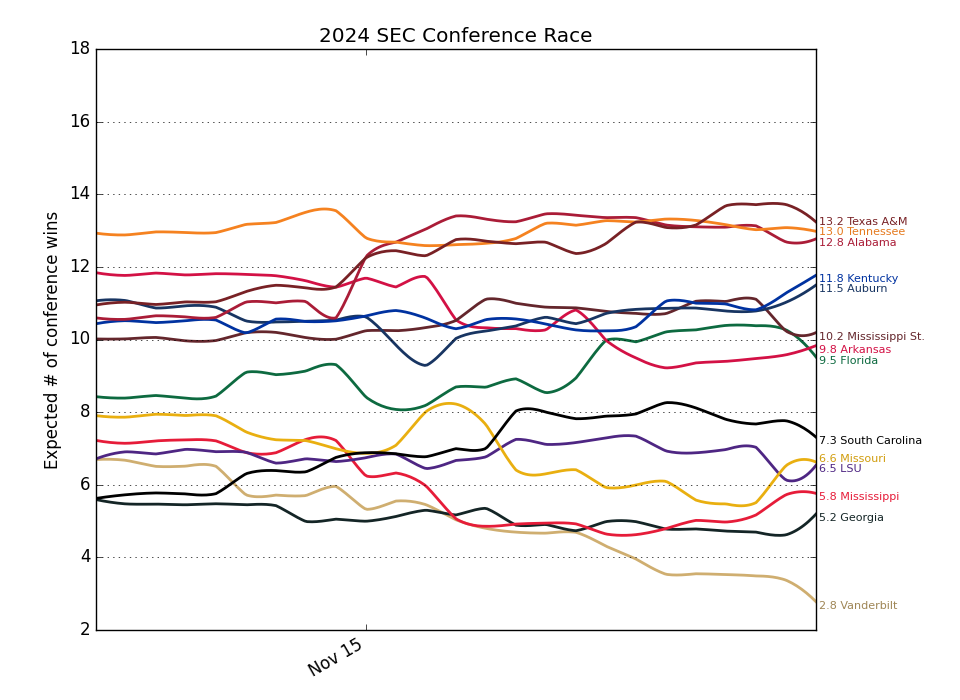 2024 SEC Conference Race
Expected # of conference wins
18
16
14
12
10
8
6
4
2
Nov 15
13.2 Texas A&M
13.0 Tennessee
12.8 Alabama
11.8 Kentucky
11.5 Auburn
10.2 Mississippi St.
9.8 Arkansas
9.5 Florida
7.3 South Carolina
6.6 Missouri
6.5 LSU
5.8 Mississippi
5.2 Georgia
2.8 Vanderbilt